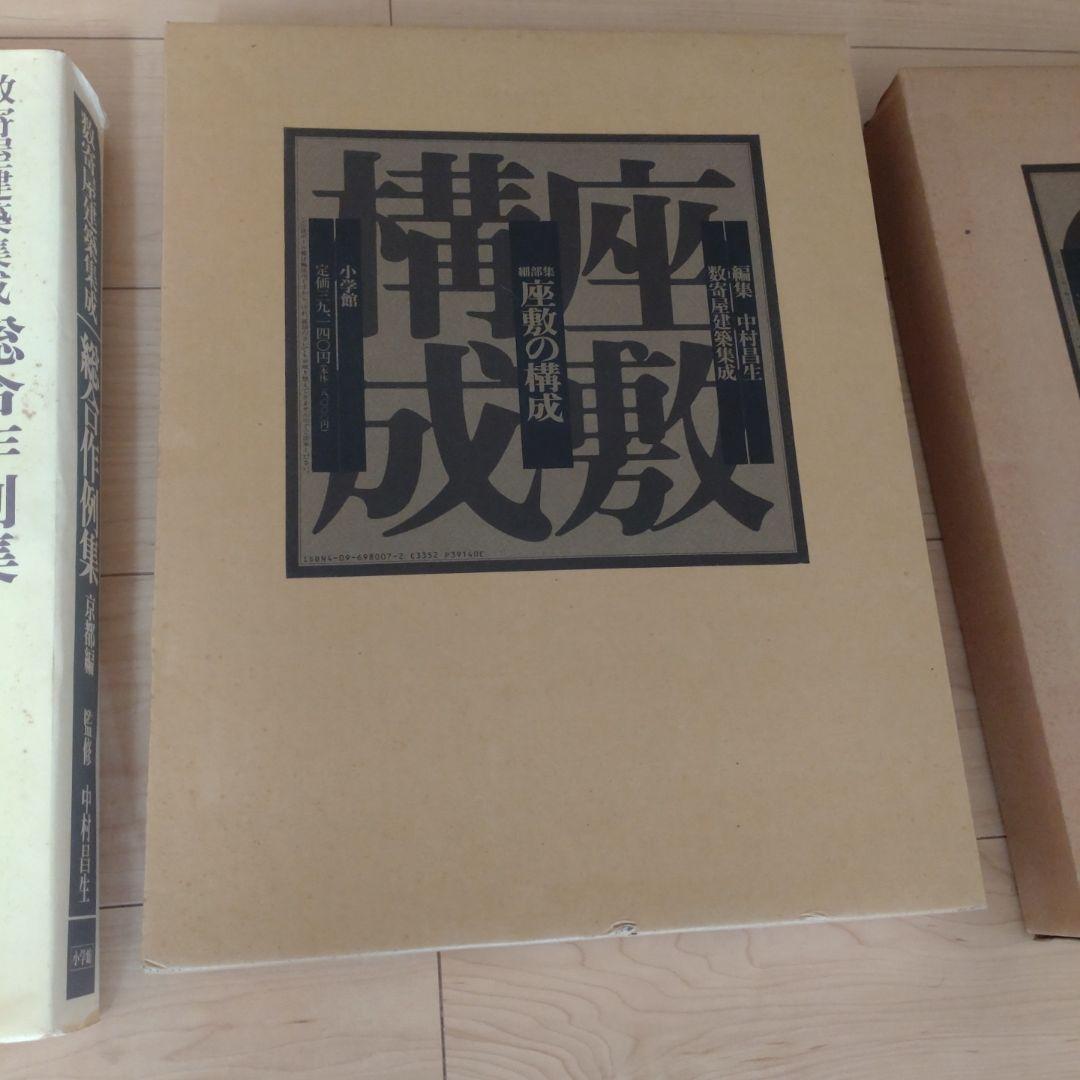 数寄屋建築集成 総合作例集
数寄屋建築集成 総合作例集 京都編 監修 中村昌生
小学館
座敷
構成
数寄屋建築集成
編集 中村昌生
細部集
座敷の構成
小学館
定価三九、一四〇円
ISBN4-09-698007-2 C3352 P39140E